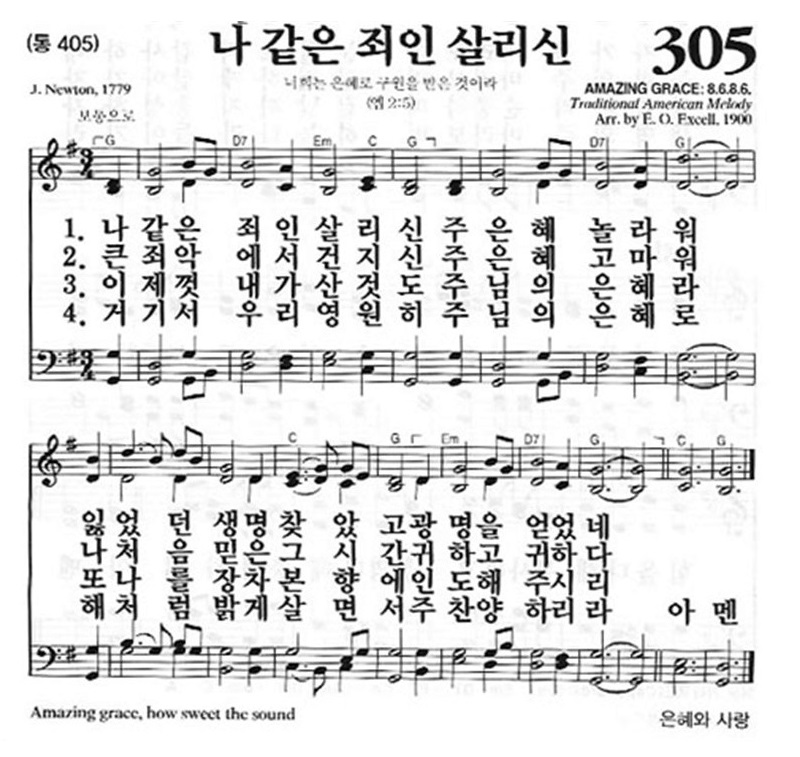 (통 405)
나 같은 죄인 살리신
305
J. Newton, 1779
너희는 은혜로 구원을 받은 것이라
(엡 2:5)
AMAZING GRACE: 8.6.8.6.
Traditional American Melody
Arr. by E. O. Excell, 1900
보통으로
G D7 Em C G D7 G
1. 나 같은 죄 인 살 리 신 주 은 혜 놀 라 워
2. 큰 죄악 에 서 건 지 신 주 은 혜 고 마 워
3. 이 제껏 내 가 산 것 도 주 님 의 은 혜 라
4. 거 기서 우 리 영 원 히 주 님 의 은 혜 로
C G Em D7 G C G
잃 었 던 생 명 찾 았 고 광 명 을 얻 었 네
나 처 음 믿 은 그 시 간 귀 하 고 귀 하 다
또 나 를 장 차 본 향 에 인 도 해 주 시 리
해 처 럼 밝 게 살 면 서 주 찬 양 하 리 라 아 멘
Amazing grace, how sweet the sound
은혜와 사랑